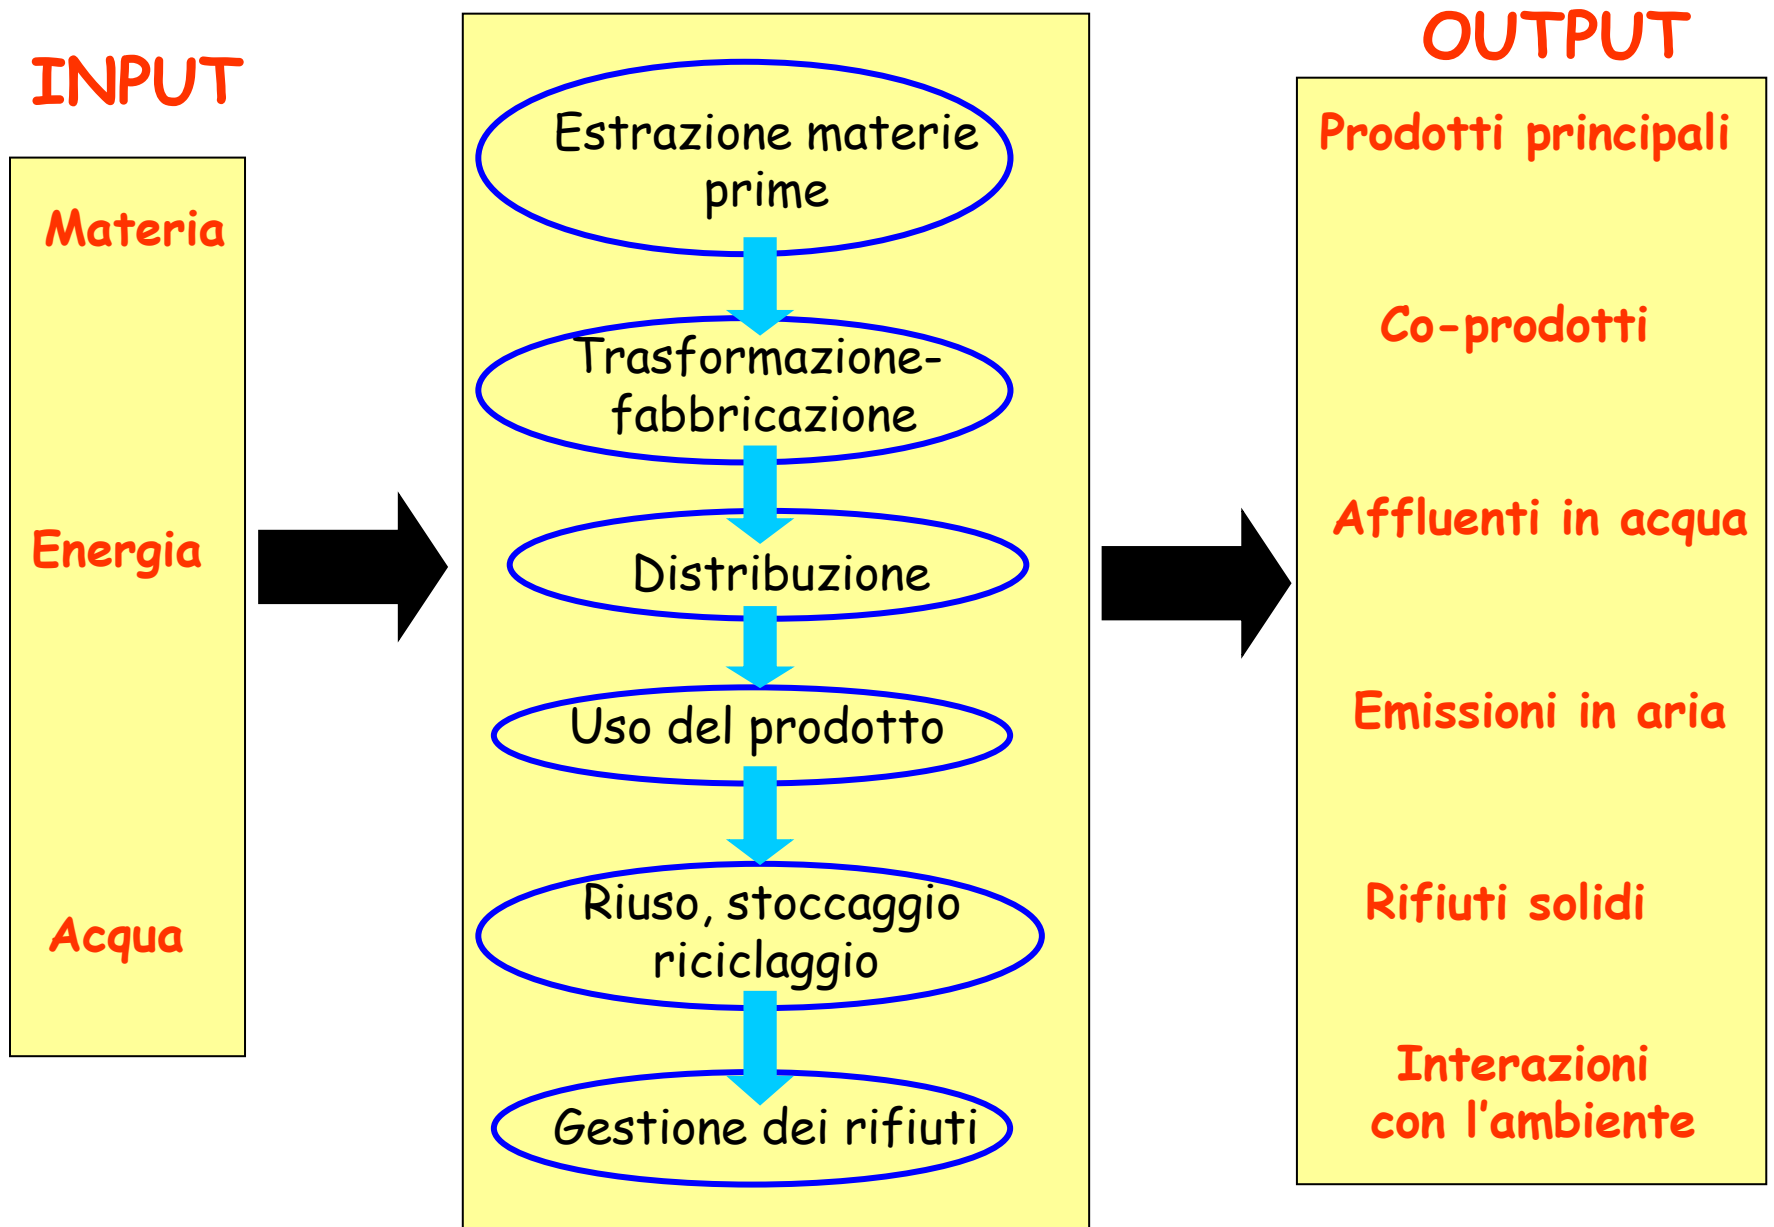 INPUT
Materia
Energia
Acqua
Estrazione materie
prime
Trasformazione-
fabbricazione
Distribuzione
Uso del prodotto
Riuso, stoccaggio
riciclaggio
Gestione dei rifiuti
OUTPUT
Prodotti principali
Co-prodotti
Affluenti in acqua
Emissioni in aria
Rifiuti solidi
Interazioni
con l'ambiente